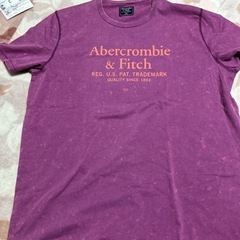 Abercrombie
& Fitch
REG. U.S. PAT. TRADEMARK
QUALITY SINCE 1892